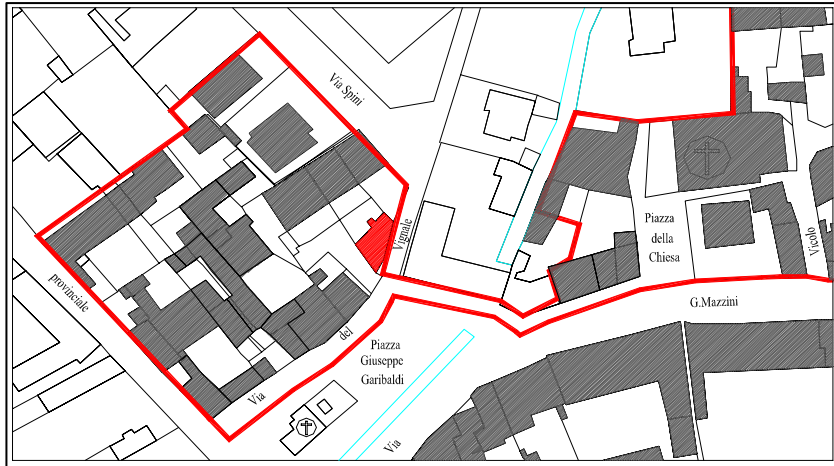 Via Spini
Vignale
Piazza
della
Chiesa
Vicolo
provinciale
G.Mazzini
del
Piazza
Giuseppe
Garibaldi
Via
Via